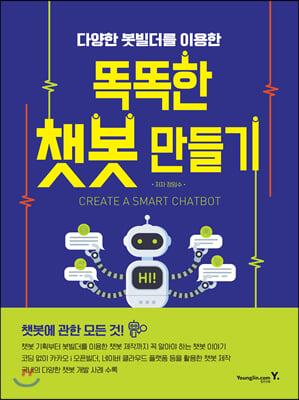 다양한 봇빌더를 이용한
똑똑한
챗봇 만들기
• 저자 정임수 •
CREATE A SMART CHATBOT
HI!
챗봇에 관한 모든 것!
챗봇 기획부터 봇빌더를 이용한 챗봇 제작까지 꼭 알아야 하는 챗봇 이야기
코딩 없이 카카오 i 오픈빌더, 네이버 클라우드 플랫폼 등을 활용한 챗봇 제작
국내의 다양한 챗봇 개발 사례 수록
YoungJin.com Y.